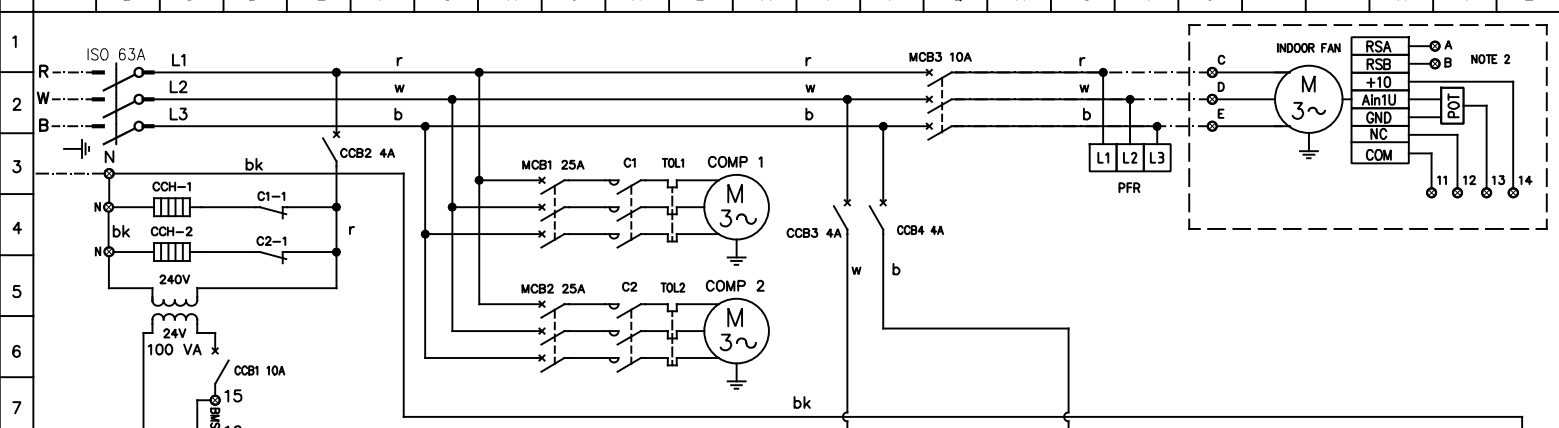 1
ISO 63A
L1
r
MCB3 10A
r
r
C
INDOOR FAN
RSA
A
R
RSB
B
NOTE 2
2
L2
w
w
w
D
M
3~
+10
W
AIn1U
POT
B
L3
b
b
b
E
GND
NC
COM
3
N
CCB2 4A
bk
MCB1 25A
C1
TOL1
COMP 1
L1
L2
L3
PFR
11
12
13
14
CCH-1
C1-1
N
M
3~
4
bk
CCH-2
C2-1
r
N
CCB3 4A
CCB4 4A
w
b
5
240V
MCB2 25A
C2
TOL2
COMP 2
24V
100 VA
M
3~
6
CCB1 10A
7
15
BMS
bk